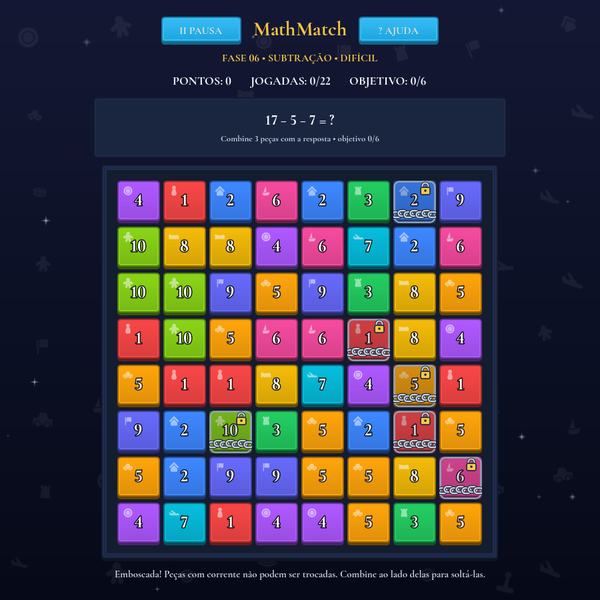 II PAUSA MathMatch ? AJUDA
FASE 06 • SUBTRAÇÃO • DIFÍCIL
PONTOS: 0 JOGADAS: 0/22 OBJETIVO: 0/6
17 – 5 – 7 = ?
Combine 3 peças com a resposta • objetivo 0/6
4 1 2 6 2 3 2 9
10 8 8 4 6 7 2 6
10 10 9 5 9 3 8 5
1 10 5 6 6 1 8 4
5 1 1 8 7 4 5 1
9 2 10 3 5 2 1 5
5 2 9 9 5 5 8 6
4 7 1 4 4 5 3 5
Emboscada! Peças com corrente não podem ser trocadas. Combine ao lado delas para soltá-las.